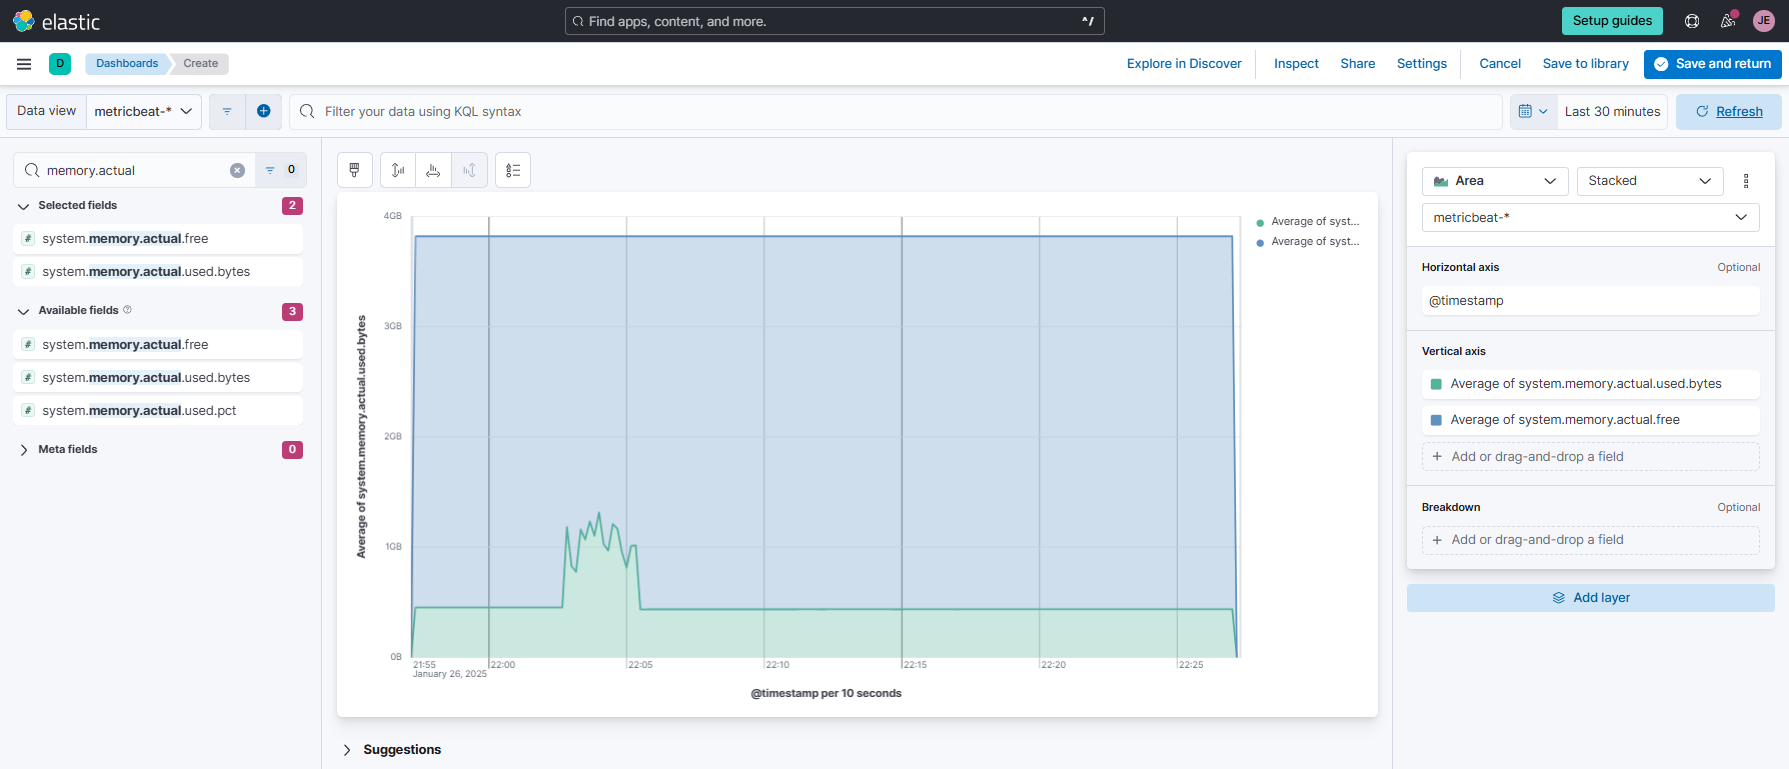 elastic
Find apps, content, and more.
^/
Setup guides
JE
D
Dashboards
Create
Explore in Discover
Inspect
Share
Settings
Cancel
Save to library
Save and return
Data view
metricbeat-*
Filter your data using KQL syntax
Last 30 minutes
Refresh
memory.actual
0
Selected fields
2
# system.memory.actual.free
# system.memory.actual.used.bytes
Available fields
3
# system.memory.actual.free
# system.memory.actual.used.bytes
# system.memory.actual.used.pct
Meta fields
0
Average of system.memory.actual.used.bytes
4GB
3GB
2GB
1GB
0B
21:55
January 26, 2025
22:00
22:05
22:10
22:15
22:20
22:25
@timestamp per 10 seconds
Average of syst...
Average of syst...
Suggestions
Area
Stacked
metricbeat-*
Horizontal axis
Optional
@timestamp
Vertical axis
Average of system.memory.actual.used.bytes
Average of system.memory.actual.free
+ Add or drag-and-drop a field
Breakdown
Optional
+ Add or drag-and-drop a field
Add layer